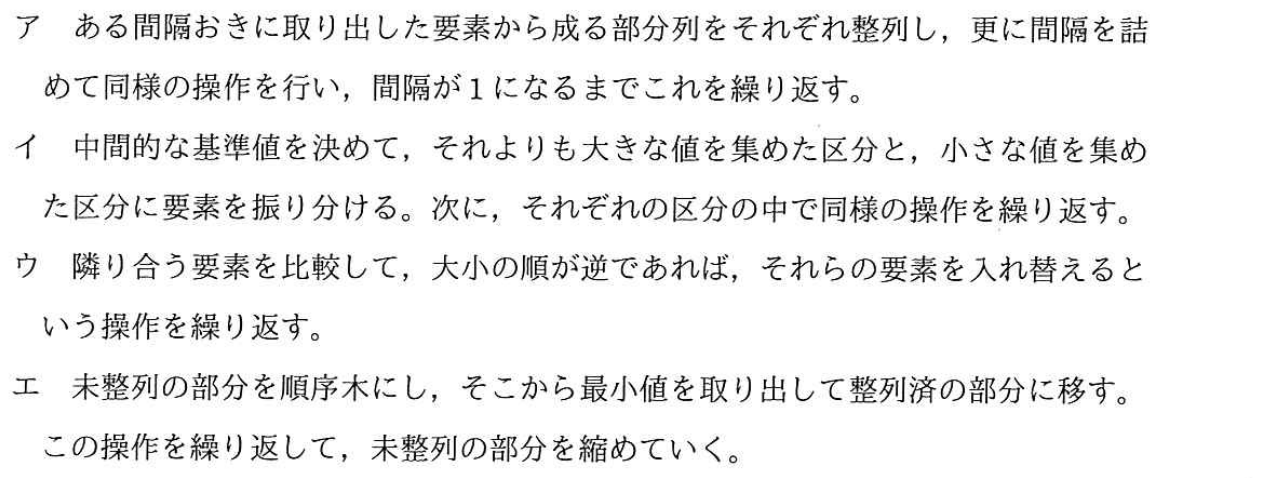 ア　ある間隔おきに取り出した要素から成る部分列をそれぞれ整列し，更に間隔を詰
めて同様の操作を行い，間隔が１になるまでこれを繰り返す。
イ　中間的な基準値を決めて，それよりも大きな値を集めた区分と，小さな値を集め
た区分に要素を振り分ける。次に，それぞれの区分の中で同様の操作を繰り返す。
ウ　隣り合う要素を比較して，大小の順が逆であれば，それらの要素を入れ替えると
いう操作を繰り返す。
エ　未整列の部分を順序木にし，そこから最小値を取り出して整列済の部分に移す。
この操作を繰り返して，未整列の部分を縮めていく。